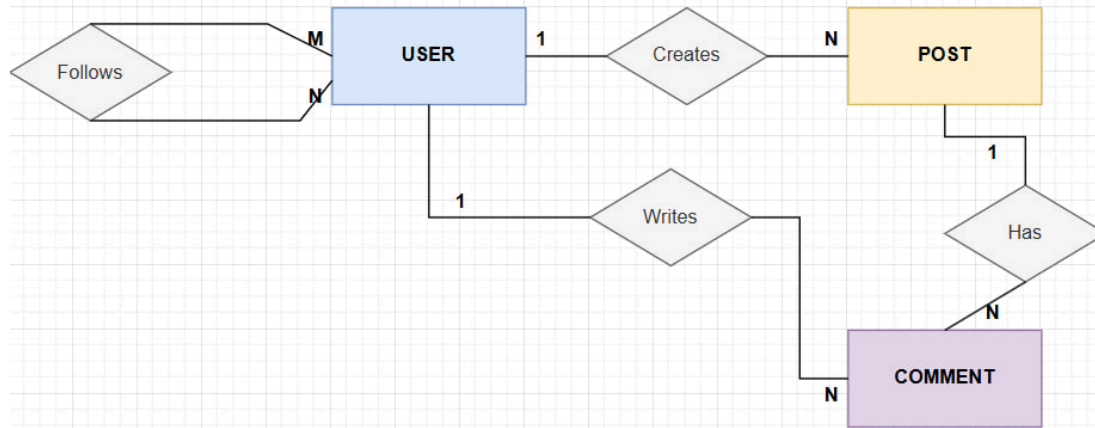 M
USER
1
Creates
N
POST
Follows
N
1
1
Writes
Has
N
COMMENT
N